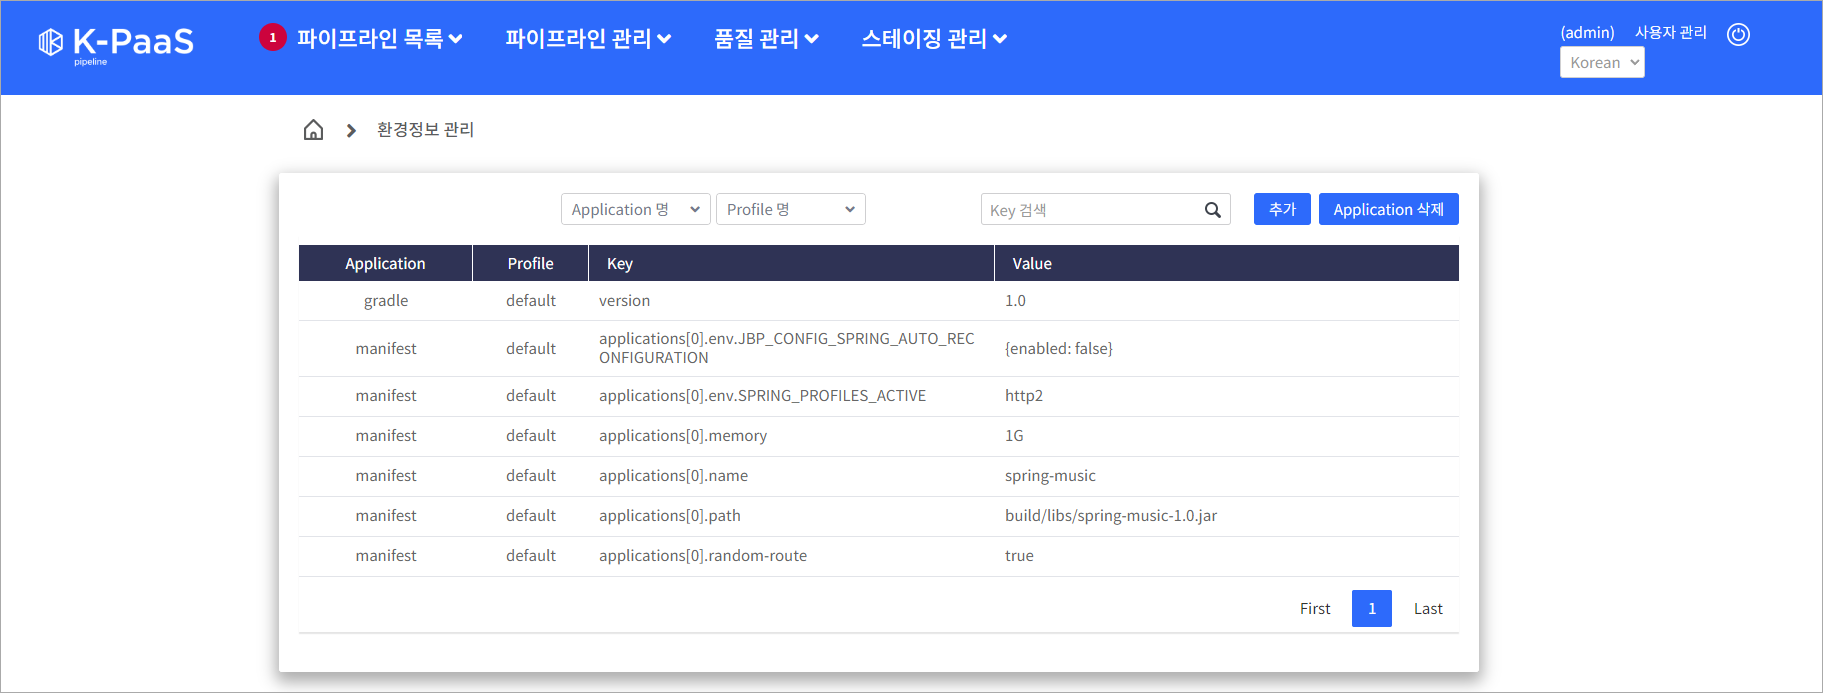 K-PaaS
pipeline
1 파이프라인 목록 파이프라인 관리 품질 관리 스테이징 관리
(admin) 사용자 관리
Korean
환경정보 관리
Application 명 Profile 명 Key 검색 추가 Application 삭제
Application Profile Key Value
gradle default version 1.0
manifest default applications[0].env.JBP_CONFIG_SPRING_AUTO_REC {enabled: false}
ONFIGURATION
manifest default applications[0].env.SPRING_PROFILES_ACTIVE http2
manifest default applications[0].memory 1G
manifest default applications[0].name spring-music
manifest default applications[0].path build/libs/spring-music-1.0.jar
manifest default applications[0].random-route true
First 1 Last